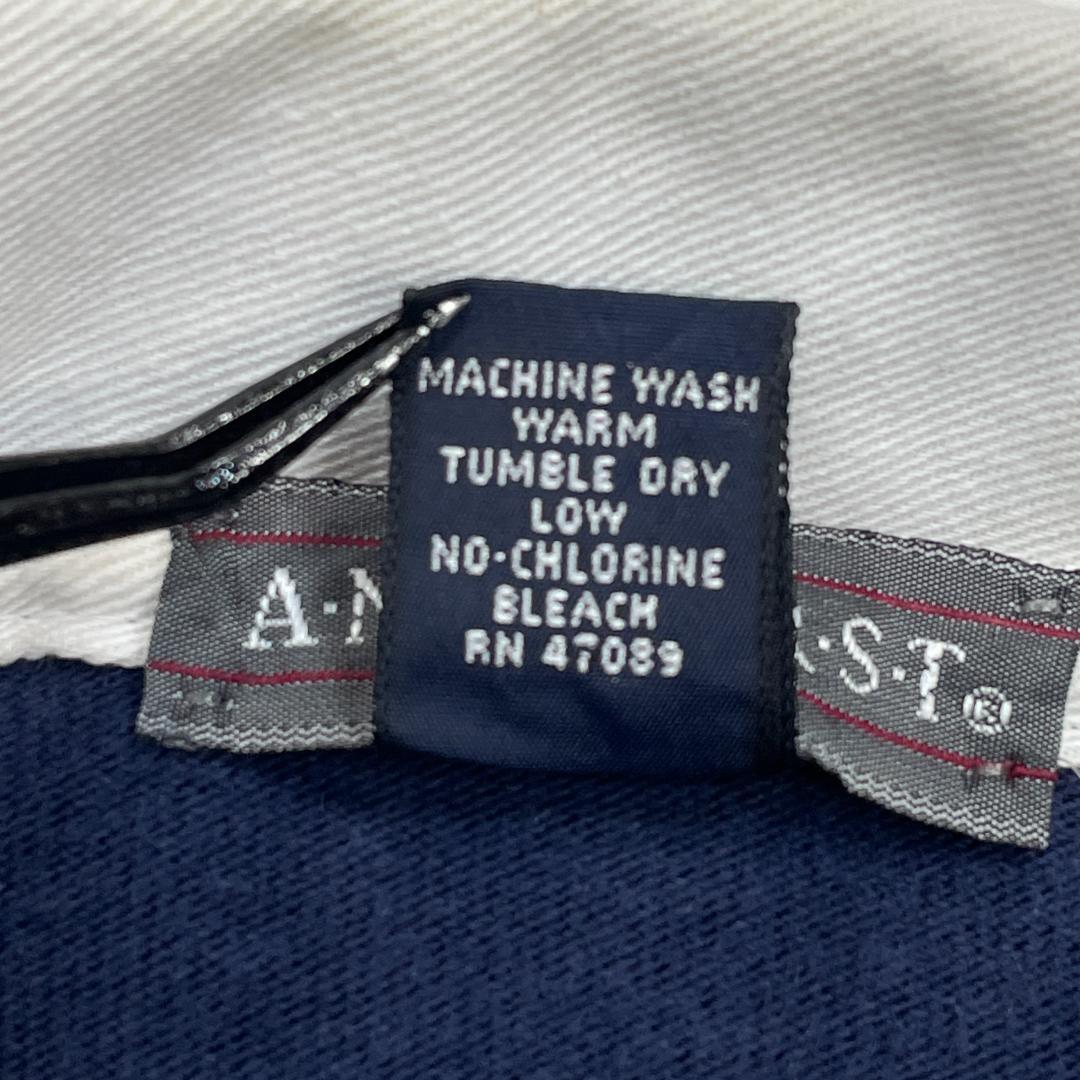 MACHINE WASH
WARM
TUMBLE DRY
LOW
NO-CHLORINE
BLEACH
RN 47089
A·
·S·T®